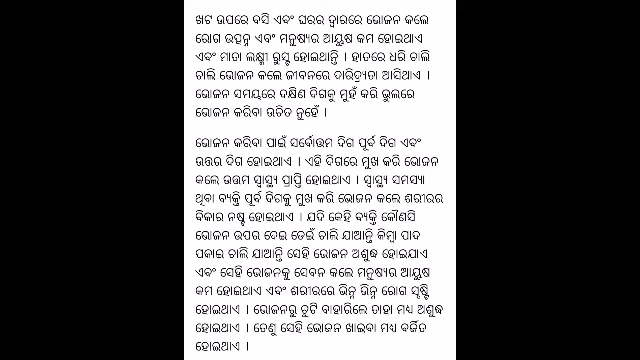 ଖଟ ଉପରେ ବସି ଏବଂ ଘରର ଦ୍ୱାରରେ ଭୋଜନ କଲେ
ରୋଗ ଉତ୍ପନ୍ନ ଏବଂ ମନୁଷ୍ୟର ଆୟୁଷ କମ ହୋଇଥାଏ
ଏବଂ ମାତା ଲକ୍ଷ୍ମୀ ରୁଷ୍ଟ ହୋଇଥାନ୍ତି । ହାତରେ ଧରି ଚାଲି
ଚାଲି ଭୋଜନ କଲେ ଜୀବନରେ ଦାରିଦ୍ର୍ୟତା ଆସିଥାଏ ।
ଭୋଜନ ସମୟରେ ଦକ୍ଷିଣ ଦିଗକୁ ମୁହଁ କରି ଭୁଲରେ
ଭୋଜନ କରିବା ଉଚିତ ନୁହେଁ ।
ଭୋଜନ କରିବା ପାଇଁ ସର୍ବୋତ୍ତମ ଦିଗ ପୂର୍ବ ଦିଗ ଏବଂ
ଉତ୍ତର ଦିଗ ହୋଇଥାଏ । ଏହି ଦିଗରେ ମୁଖ କରି ଭୋଜନ
କଲେ ଉତ୍ତମ ସ୍ୱାସ୍ଥ୍ୟ ପ୍ରାପ୍ତି ହୋଇଥାଏ । ସ୍ୱାସ୍ଥ୍ୟ ସମସ୍ୟା
ଥିବା ବ୍ୟକ୍ତି ପୂର୍ବ ଦିଗକୁ ମୁଖ କରି ଭୋଜନ କଲେ ଶରୀରର
ବିକାର ନଷ୍ଟ ହୋଇଥାଏ । ଯଦି କେହି ବ୍ୟକ୍ତି କୌଣସି
ଭୋଜନ ଉପର ଦେଇ ଡେଇଁ ଚାଲି ଯାଆନ୍ତି କିମ୍ବା ପାଦ
ପକାଇ ଚାଲି ଯାଆନ୍ତି ସେହି ଭୋଜନ ଅଶୁଦ୍ଧ ହୋଇଯାଏ
ଏବଂ ସେହି ଭୋଜନକୁ ସେବନ କଲେ ମନୁଷ୍ୟର ଆୟୁଷ
କମ ହୋଇଥାଏ ଏବଂ ଶରୀରରେ ଭିନ୍ନ ଭିନ୍ନ ରୋଗ ସୃଷ୍ଟି
ହୋଇଥାଏ । ଭୋଜନରୁ ଚୁଟି ବାହାରିଲେ ତାହା ମଧ୍ୟ ଅଶୁଦ୍ଧ
ହୋଇଥାଏ । ତେଣୁ ସେହି ଭୋଜନ ଖାଇବା ମଧ୍ୟ ବର୍ଜିତ
ହୋଇଥାଏ ।